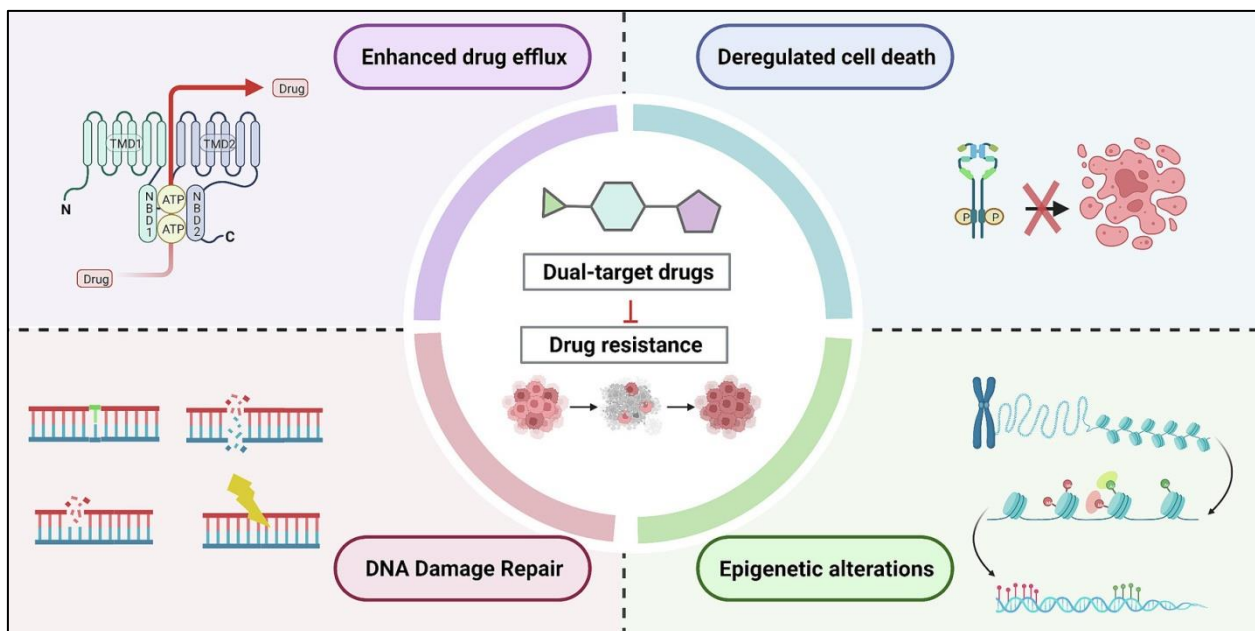 Enhanced drug efflux
Deregulated cell death
Drug
TMD1
TMD2
N
NBD1
ATP
ATP
NBD2
C
Drug
P
P
Dual-target drugs
Drug resistance
DNA Damage Repair
Epigenetic alterations